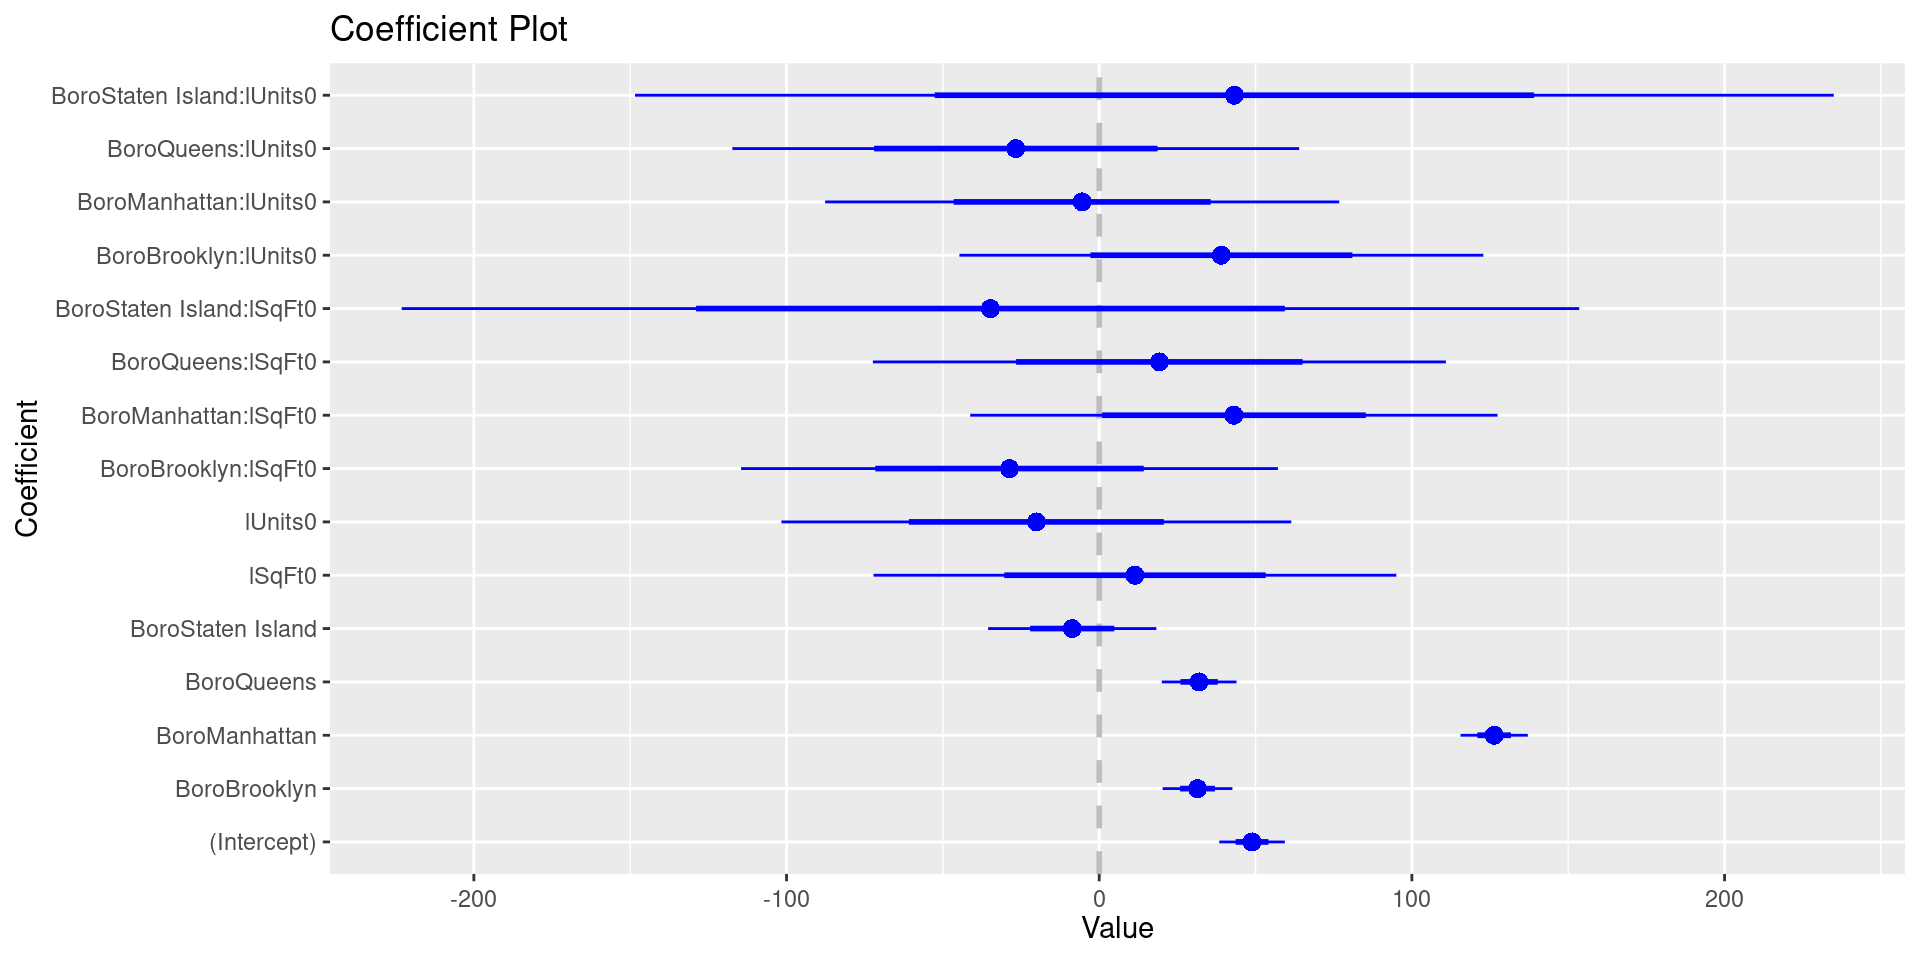 Coefficient Plot
BoroStaten Island:lUnits0
BoroQueens:lUnits0
BoroManhattan:lUnits0
BoroBrooklyn:lUnits0
BoroStaten Island:lSqFt0
BoroQueens:lSqFt0
BoroManhattan:lSqFt0
BoroBrooklyn:lSqFt0
lUnits0
lSqFt0
BoroStaten Island
BoroQueens
BoroManhattan
BoroBrooklyn
(Intercept)
Coefficient
-200 -100 0 100 200
Value